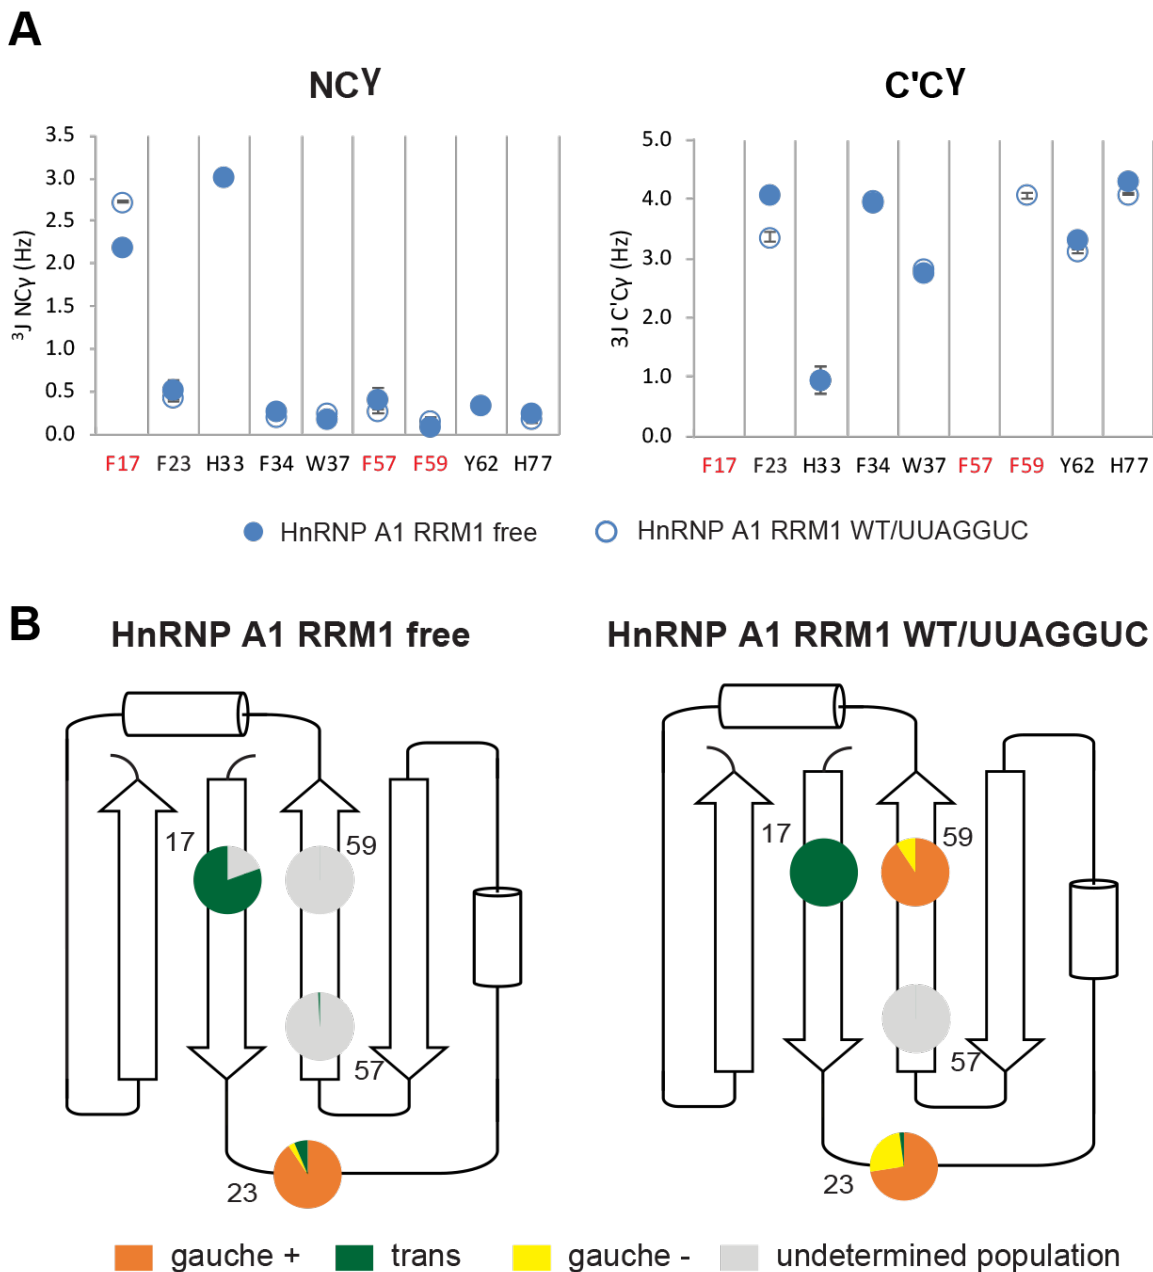 A
NCγ
C'Cγ
3J NCγ (Hz)
3.5
3.0
2.5
2.0
1.5
1.0
0.5
0.0
F17 F23 H33 F34 W37 F57 F59 Y62 H77
3J C'Cγ (Hz)
5.0
4.0
3.0
2.0
1.0
0.0
F17 F23 H33 F34 W37 F57 F59 Y62 H77
HnRNP A1 RRM1 free
HnRNP A1 RRM1 WT/UUAGGUC
B
HnRNP A1 RRM1 free
HnRNP A1 RRM1 WT/UUAGGUC
17
59
57
23
17
59
57
23
gauche + trans gauche - undetermined population